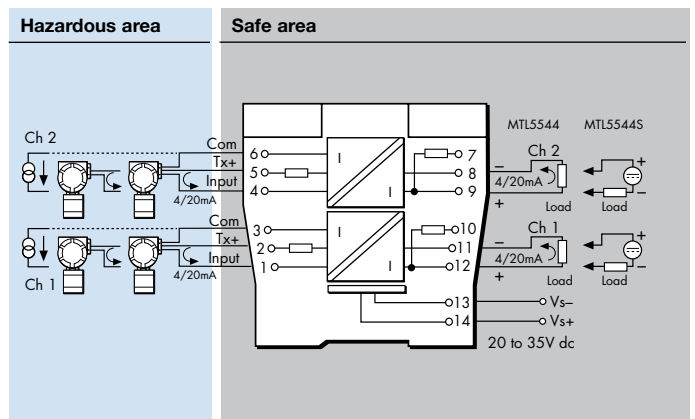 Hazardous area
Safe area
MTL5544
MTL5544S
Ch 2
Com
Tx+
Input
4/20mA
6
5
4
I
I
7
8
9
–
Ch 2
4/20mA
+
Load
+
–
Load
Ch 1
Com
Tx+
Input
4/20mA
3
2
1
I
I
10
11
12
–
Ch 1
4/20mA
+
Load
+
–
Load
13
Vs–
14
Vs+
20 to 35V dc